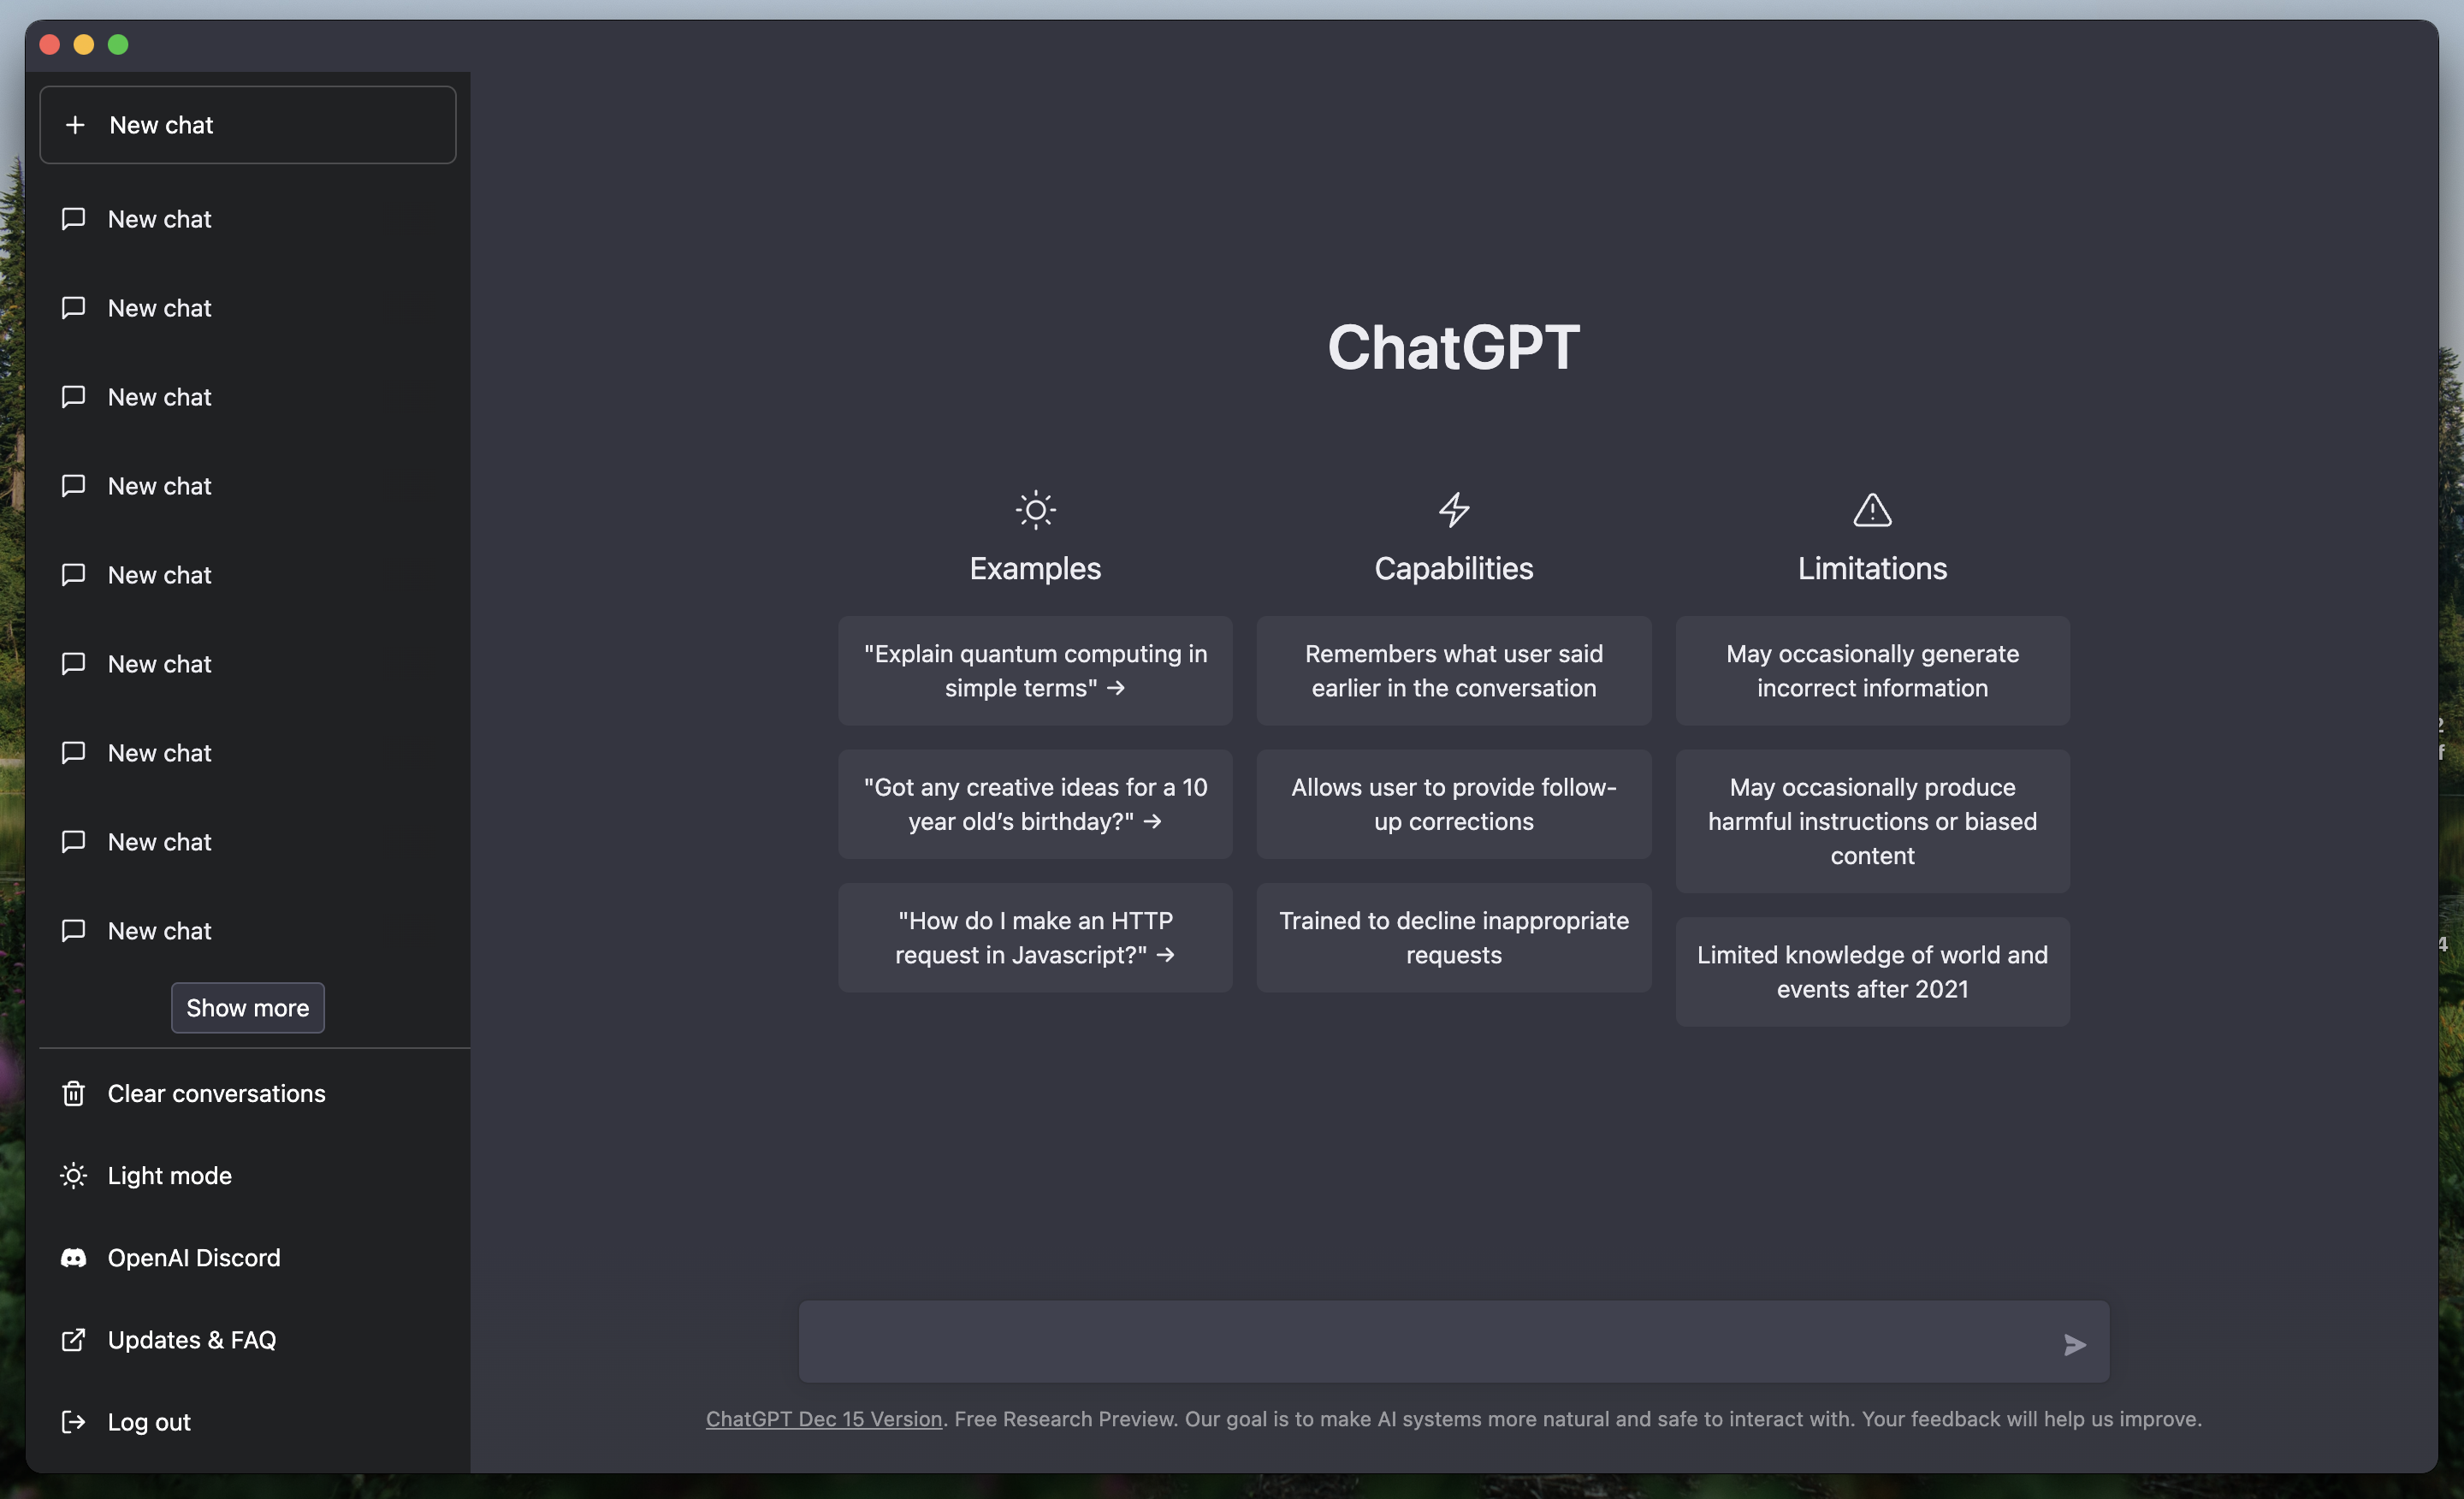 New chat
New chat
New chat
New chat
New chat
New chat
New chat
New chat
New chat
New chat
Show more
Clear conversations
Light mode
OpenAI Discord
Updates & FAQ
Log out
ChatGPT
Examples
"Explain quantum computing in
simple terms" →
"Got any creative ideas for a 10
year old’s birthday?" →
"How do I make an HTTP
request in Javascript?" →
Capabilities
Remembers what user said
earlier in the conversation
Allows user to provide follow-
up corrections
Trained to decline inappropriate
requests
Limitations
May occasionally generate
incorrect information
May occasionally produce
harmful instructions or biased
content
Limited knowledge of world and
events after 2021
ChatGPT Dec 15 Version. Free Research Preview. Our goal is to make AI systems more natural and safe to interact with. Your feedback will help us improve.